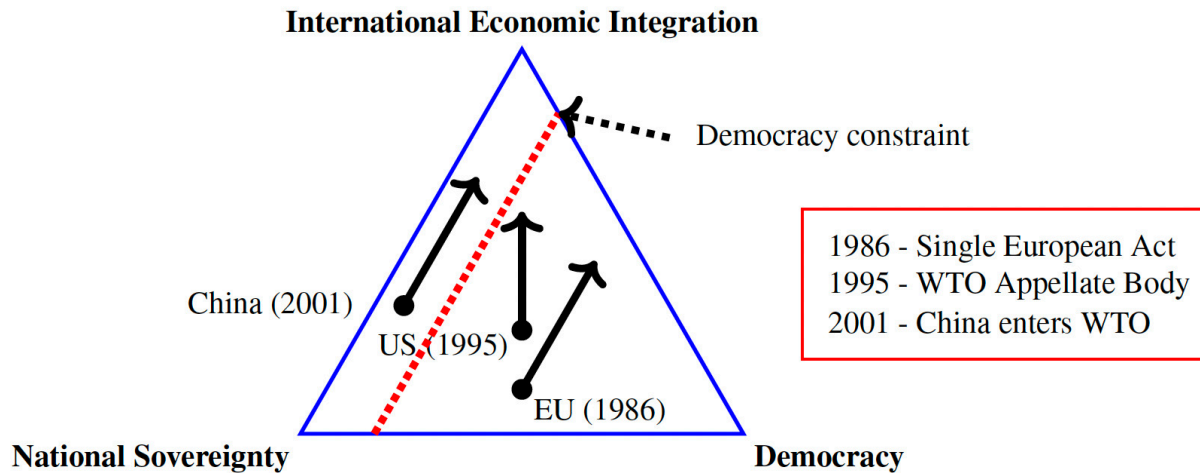 International Economic Integration
Democracy constraint
1986 - Single European Act
1995 - WTO Appellate Body
2001 - China enters WTO
China (2001)
US (1995)
EU (1986)
National Sovereignty
Democracy